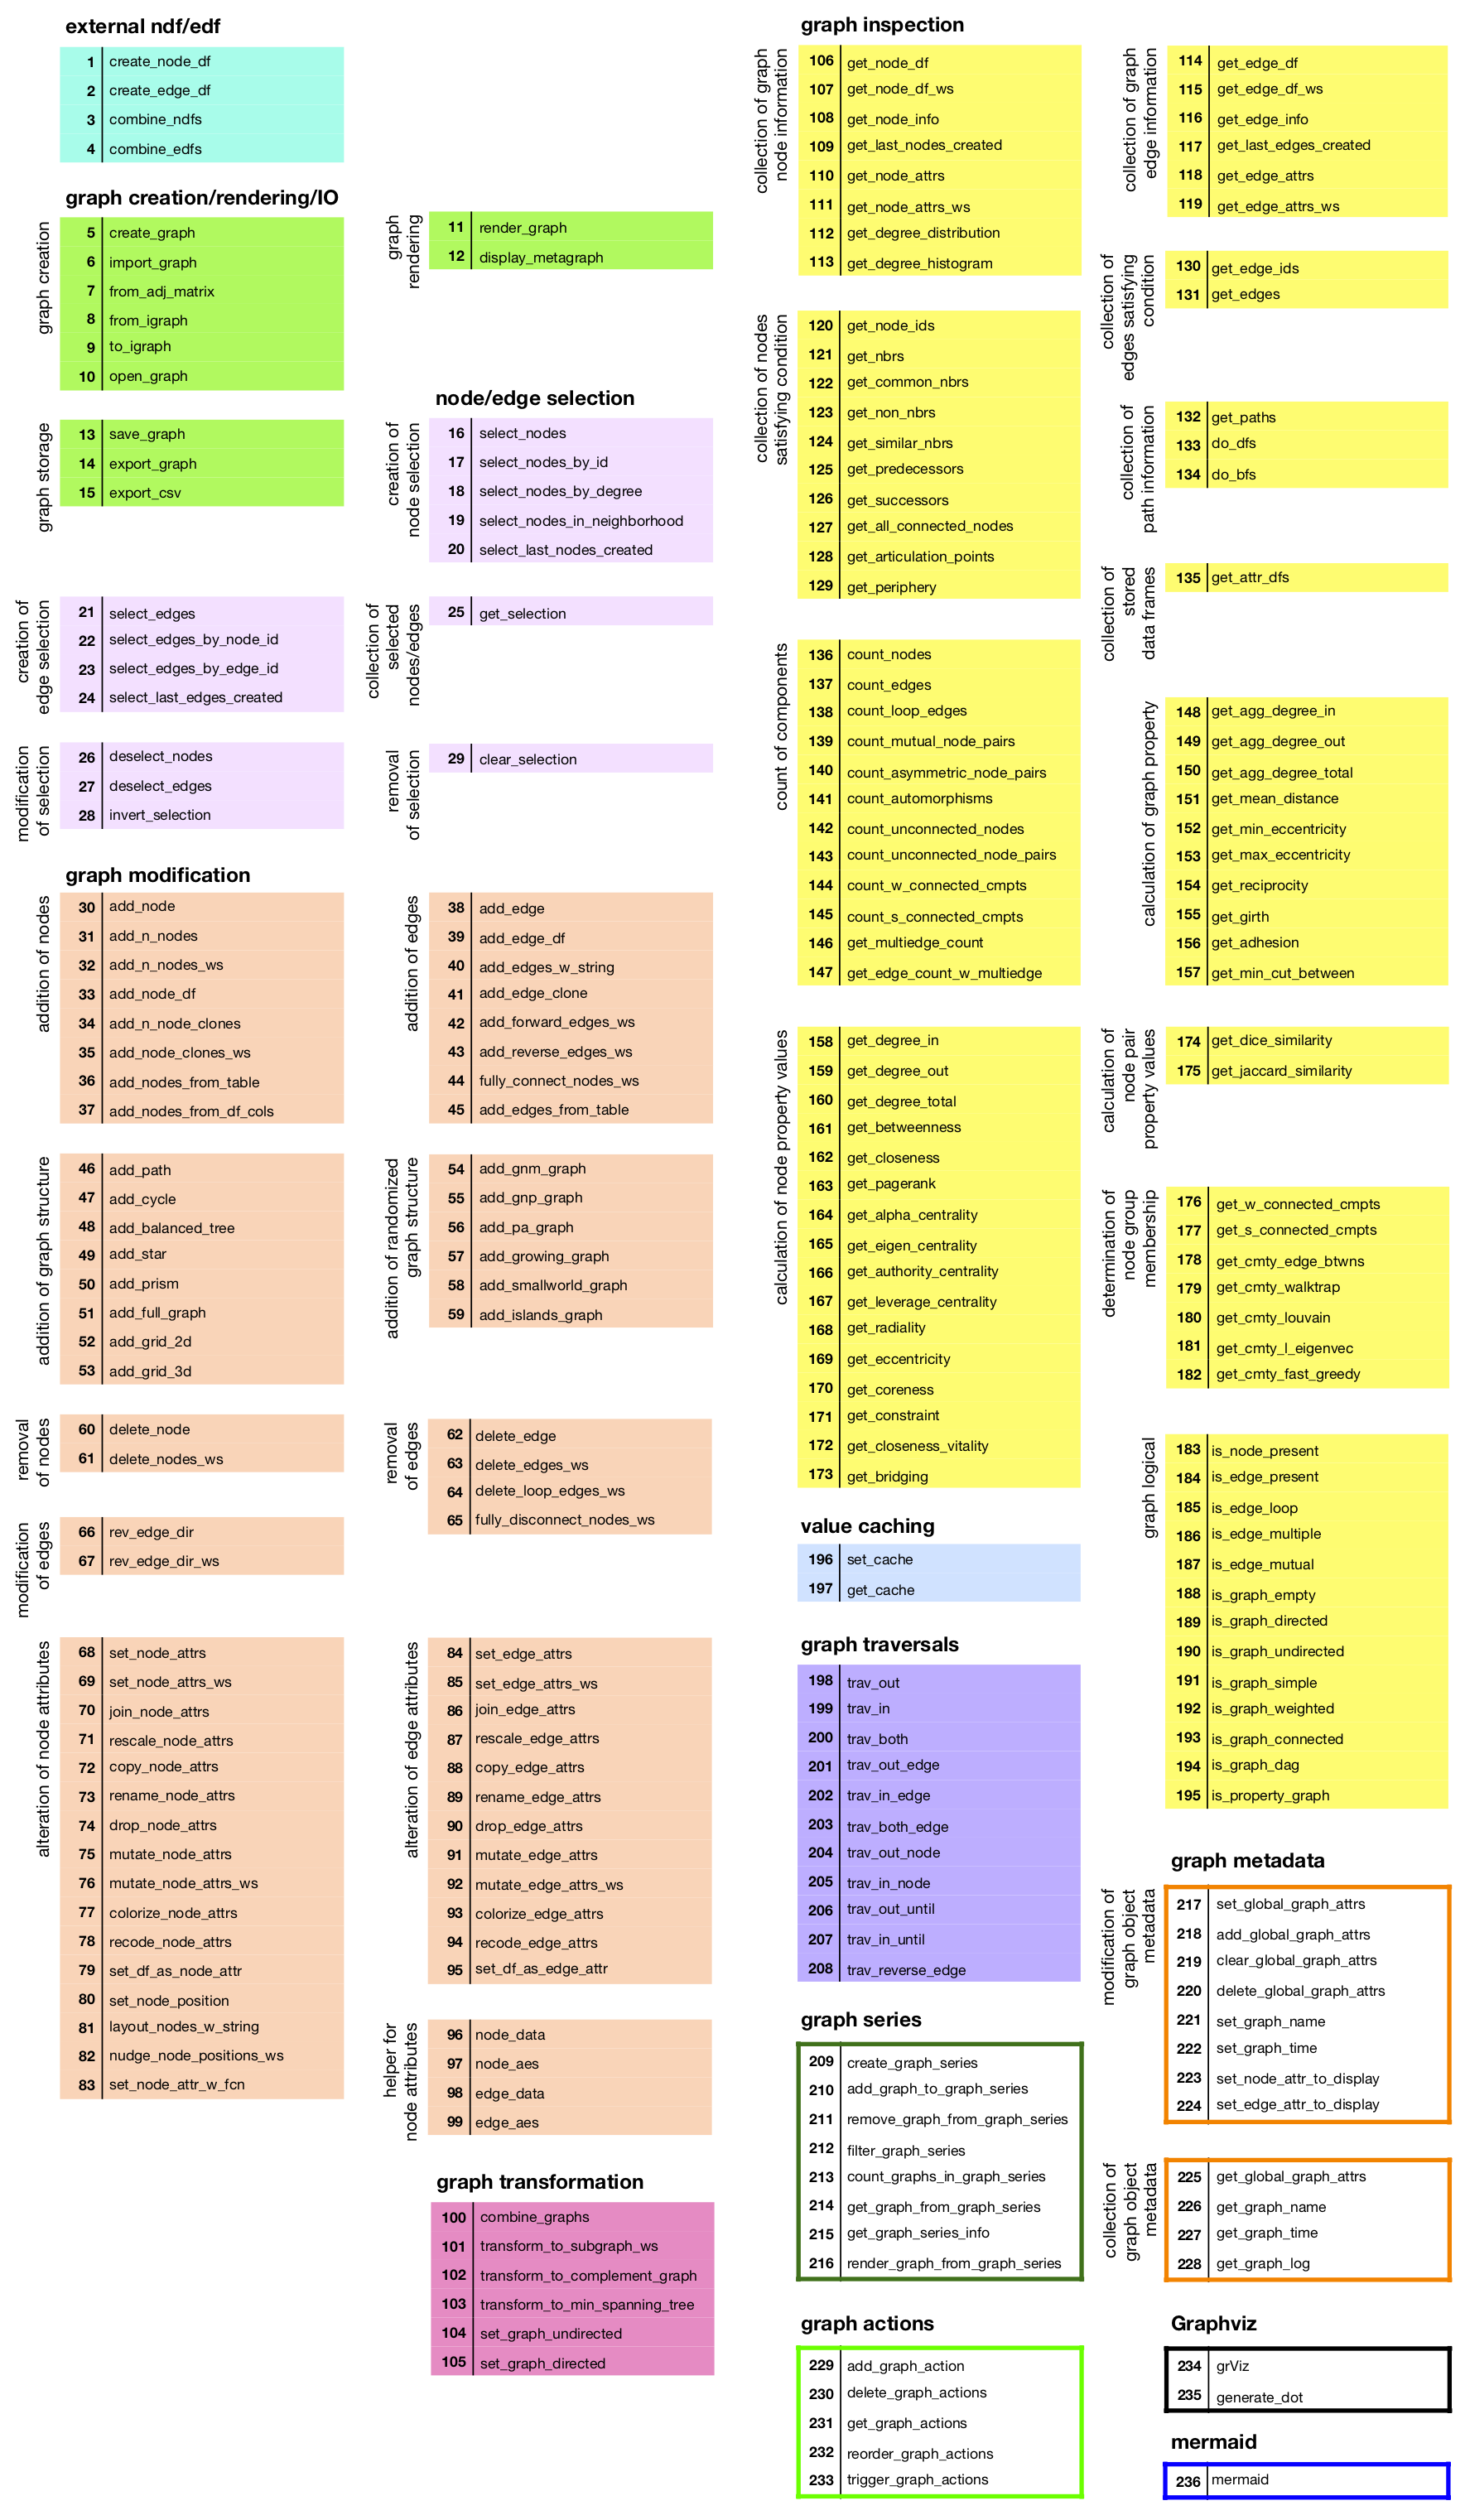 external ndf/edf
1 create_node_df
2 create_edge_df
3 combine_ndfs
4 combine_edfs
graph creation/rendering/IO
graph creation
5 create_graph
6 import_graph
7 from_adj_matrix
8 from_igraph
9 to_igraph
10 open_graph
graph
rendering
11 render_graph
12 display_metagraph
graph storage
13 save_graph
14 export_graph
15 export_csv
node/edge selection
creation of
node selection
16 select_nodes
17 select_nodes_by_id
18 select_nodes_by_degree
19 select_nodes_in_neighborhood
20 select_last_nodes_created
creation of
edge selection
21 select_edges
22 select_edges_by_node_id
23 select_edges_by_edge_id
24 select_last_edges_created
collection of
selected
nodes/edges
25 get_selection
modification
of selection
26 deselect_nodes
27 deselect_edges
28 invert_selection
removal
of selection
29 clear_selection
graph modification
addition of nodes
30 add_node
31 add_n_nodes
32 add_n_nodes_ws
33 add_node_df
34 add_n_node_clones
35 add_node_clones_ws
36 add_nodes_from_table
37 add_nodes_from_df_cols
addition of edges
38 add_edge
39 add_edge_df
40 add_edges_w_string
41 add_edge_clone
42 add_forward_edges_ws
43 add_reverse_edges_ws
44 fully_connect_nodes_ws
45 add_edges_from_table
addition of graph structure
46 add_path
47 add_cycle
48 add_balanced_tree
49 add_star
50 add_prism
51 add_full_graph
52 add_grid_2d
53 add_grid_3d
addition of randomized
graph structure
54 add_gnm_graph
55 add_gnp_graph
56 add_pa_graph
57 add_growing_graph
58 add_smallworld_graph
59 add_islands_graph
removal
of nodes
60 delete_node
61 delete_nodes_ws
removal
of edges
62 delete_edge
63 delete_edges_ws
64 delete_loop_edges_ws
65 fully_disconnect_nodes_ws
modification
of edges
66 rev_edge_dir
67 rev_edge_dir_ws
alteration of node attributes
68 set_node_attrs
69 set_node_attrs_ws
70 join_node_attrs
71 rescale_node_attrs
72 copy_node_attrs
73 rename_node_attrs
74 drop_node_attrs
75 mutate_node_attrs
76 mutate_node_attrs_ws
77 colorize_node_attrs
78 recode_node_attrs
79 set_df_as_node_attr
80 set_node_position
81 layout_nodes_w_string
82 nudge_node_positions_ws
83 set_node_attr_w_fcn
alteration of edge attributes
84 set_edge_attrs
85 set_edge_attrs_ws
86 join_edge_attrs
87 rescale_edge_attrs
88 copy_edge_attrs
89 rename_edge_attrs
90 drop_edge_attrs
91 mutate_edge_attrs
92 mutate_edge_attrs_ws
93 colorize_edge_attrs
94 recode_edge_attrs
95 set_df_as_edge_attr
helper for
node attributes
96 node_data
97 node_aes
98 edge_data
99 edge_aes
graph transformation
100 combine_graphs
101 transform_to_subgraph_ws
102 transform_to_complement_graph
103 transform_to_min_spanning_tree
104 set_graph_undirected
105 set_graph_directed
graph inspection
collection of graph
node information
106 get_node_df
107 get_node_df_ws
108 get_node_info
109 get_last_nodes_created
110 get_node_attrs
111 get_node_attrs_ws
112 get_degree_distribution
113 get_degree_histogram
collection of graph
edge information
114 get_edge_df
115 get_edge_df_ws
116 get_edge_info
117 get_last_edges_created
118 get_edge_attrs
119 get_edge_attrs_ws
collection of nodes
satisfying condition
120 get_node_ids
121 get_nbrs
122 get_common_nbrs
123 get_non_nbrs
124 get_similar_nbrs
125 get_predecessors
126 get_successors
127 get_all_connected_nodes
128 get_articulation_points
129 get_periphery
collection of
edges satisfying
condition
130 get_edge_ids
131 get_edges
collection of
path information
132 get_paths
133 do_dfs
134 do_bfs
collection of
stored
data frames
135 get_attr_dfs
count of components
136 count_nodes
137 count_edges
138 count_loop_edges
139 count_mutual_node_pairs
140 count_asymmetric_node_pairs
141 count_automorphisms
142 count_unconnected_nodes
143 count_unconnected_node_pairs
144 count_w_connected_cmpts
145 count_s_connected_cmpts
146 get_multiedge_count
147 get_edge_count_w_multiedge
calculation of graph property
148 get_agg_degree_in
149 get_agg_degree_out
150 get_agg_degree_total
151 get_mean_distance
152 get_min_eccentricity
153 get_max_eccentricity
154 get_reciprocity
155 get_girth
156 get_adhesion
157 get_min_cut_between
calculation of node property values
158 get_degree_in
159 get_degree_out
160 get_degree_total
161 get_betweenness
162 get_closeness
163 get_pagerank
164 get_alpha_centrality
165 get_eigen_centrality
166 get_authority_centrality
167 get_leverage_centrality
168 get_radiality
169 get_eccentricity
170 get_coreness
171 get_constraint
172 get_closeness_vitality
173 get_bridging
calculation of
node pair
property values
174 get_dice_similarity
175 get_jaccard_similarity
determination of
node group
membership
176 get_w_connected_cmpts
177 get_s_connected_cmpts
178 get_cmty_edge_btwns
179 get_cmty_walktrap
180 get_cmty_louvain
181 get_cmty_l_eigenvec
182 get_cmty_fast_greedy
graph logical
183 is_node_present
184 is_edge_present
185 is_edge_loop
186 is_edge_multiple
187 is_edge_mutual
188 is_graph_empty
189 is_graph_directed
190 is_graph_undirected
191 is_graph_simple
192 is_graph_weighted
193 is_graph_connected
194 is_graph_dag
195 is_property_graph
value caching
196 set_cache
197 get_cache
graph traversals
198 trav_out
199 trav_in
200 trav_both
201 trav_out_edge
202 trav_in_edge
203 trav_both_edge
204 trav_out_node
205 trav_in_node
206 trav_out_until
207 trav_in_until
208 trav_reverse_edge
graph series
209 create_graph_series
210 add_graph_to_graph_series
211 remove_graph_from_graph_series
212 filter_graph_series
213 count_graphs_in_graph_series
214 get_graph_from_graph_series
215 get_graph_series_info
216 render_graph_from_graph_series
graph metadata
modification of
graph object
metadata
217 set_global_graph_attrs
218 add_global_graph_attrs
219 clear_global_graph_attrs
220 delete_global_graph_attrs
221 set_graph_name
222 set_graph_time
223 set_node_attr_to_display
224 set_edge_attr_to_display
collection of
graph object
metadata
225 get_global_graph_attrs
226 get_graph_name
227 get_graph_time
228 get_graph_log
graph actions
229 add_graph_action
230 delete_graph_actions
231 get_graph_actions
232 reorder_graph_actions
233 trigger_graph_actions
Graphviz
234 grViz
235 generate_dot
mermaid
236 mermaid